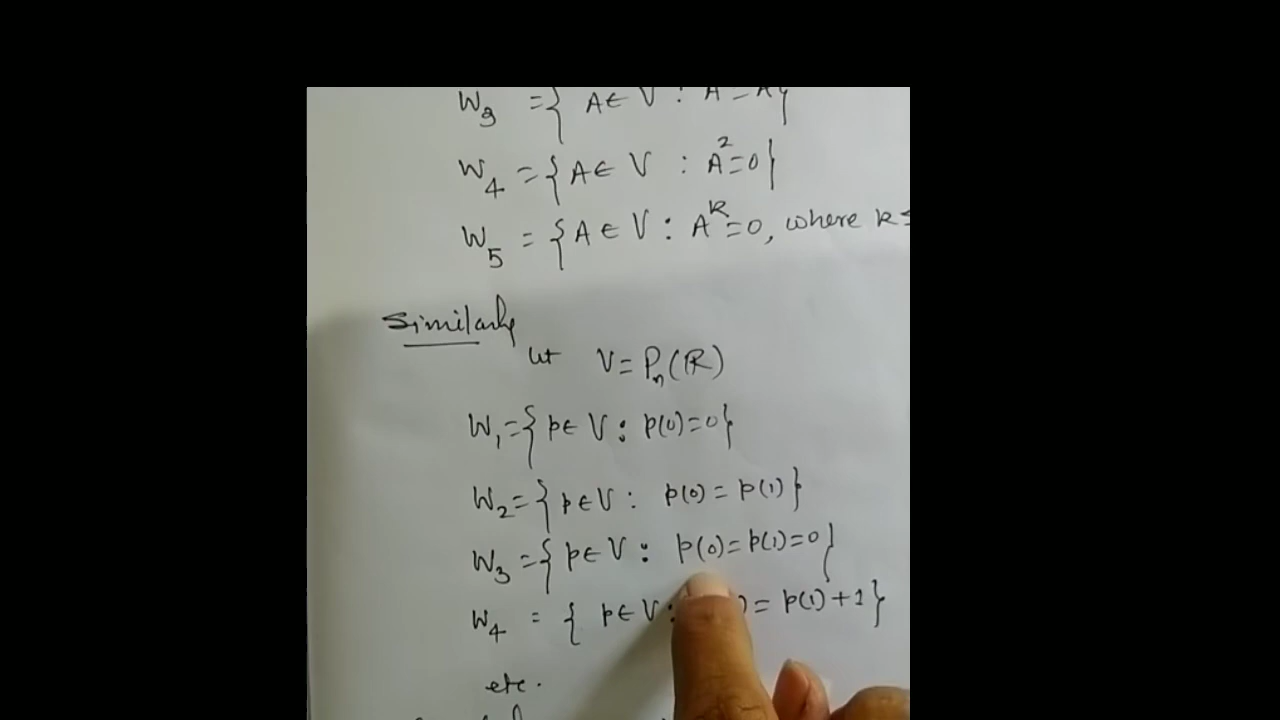 W₃ = { A ∈ V :
W₄ = { A ∈ V : A² = 0 }
W₅ = { A ∈ V : Aᵏ = 0, where k ≤
Similarly
let V = Pₙ(ℝ)
W₁ = { p ∈ V : p(0) = 0 }
W₂ = { p ∈ V : p(0) = p(1) }
W₃ = { p ∈ V : p(0) = p(1) = 0 }
W₄ = { p ∈ V : ) = p(1) + 1 }
etc.